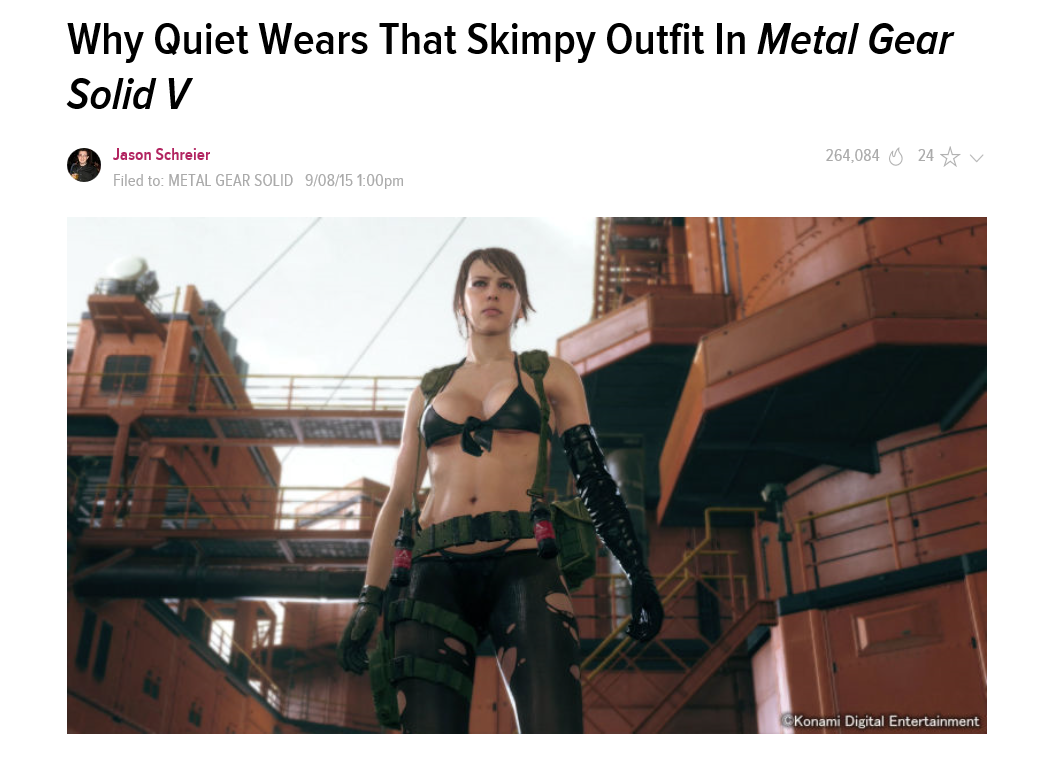 Why Quiet Wears That Skimpy Outfit In Metal Gear
Solid V
Jason Schreier
264,084 24
Filed to: METAL GEAR SOLID 9/08/15 1:00pm
©Konami Digital Entertainment